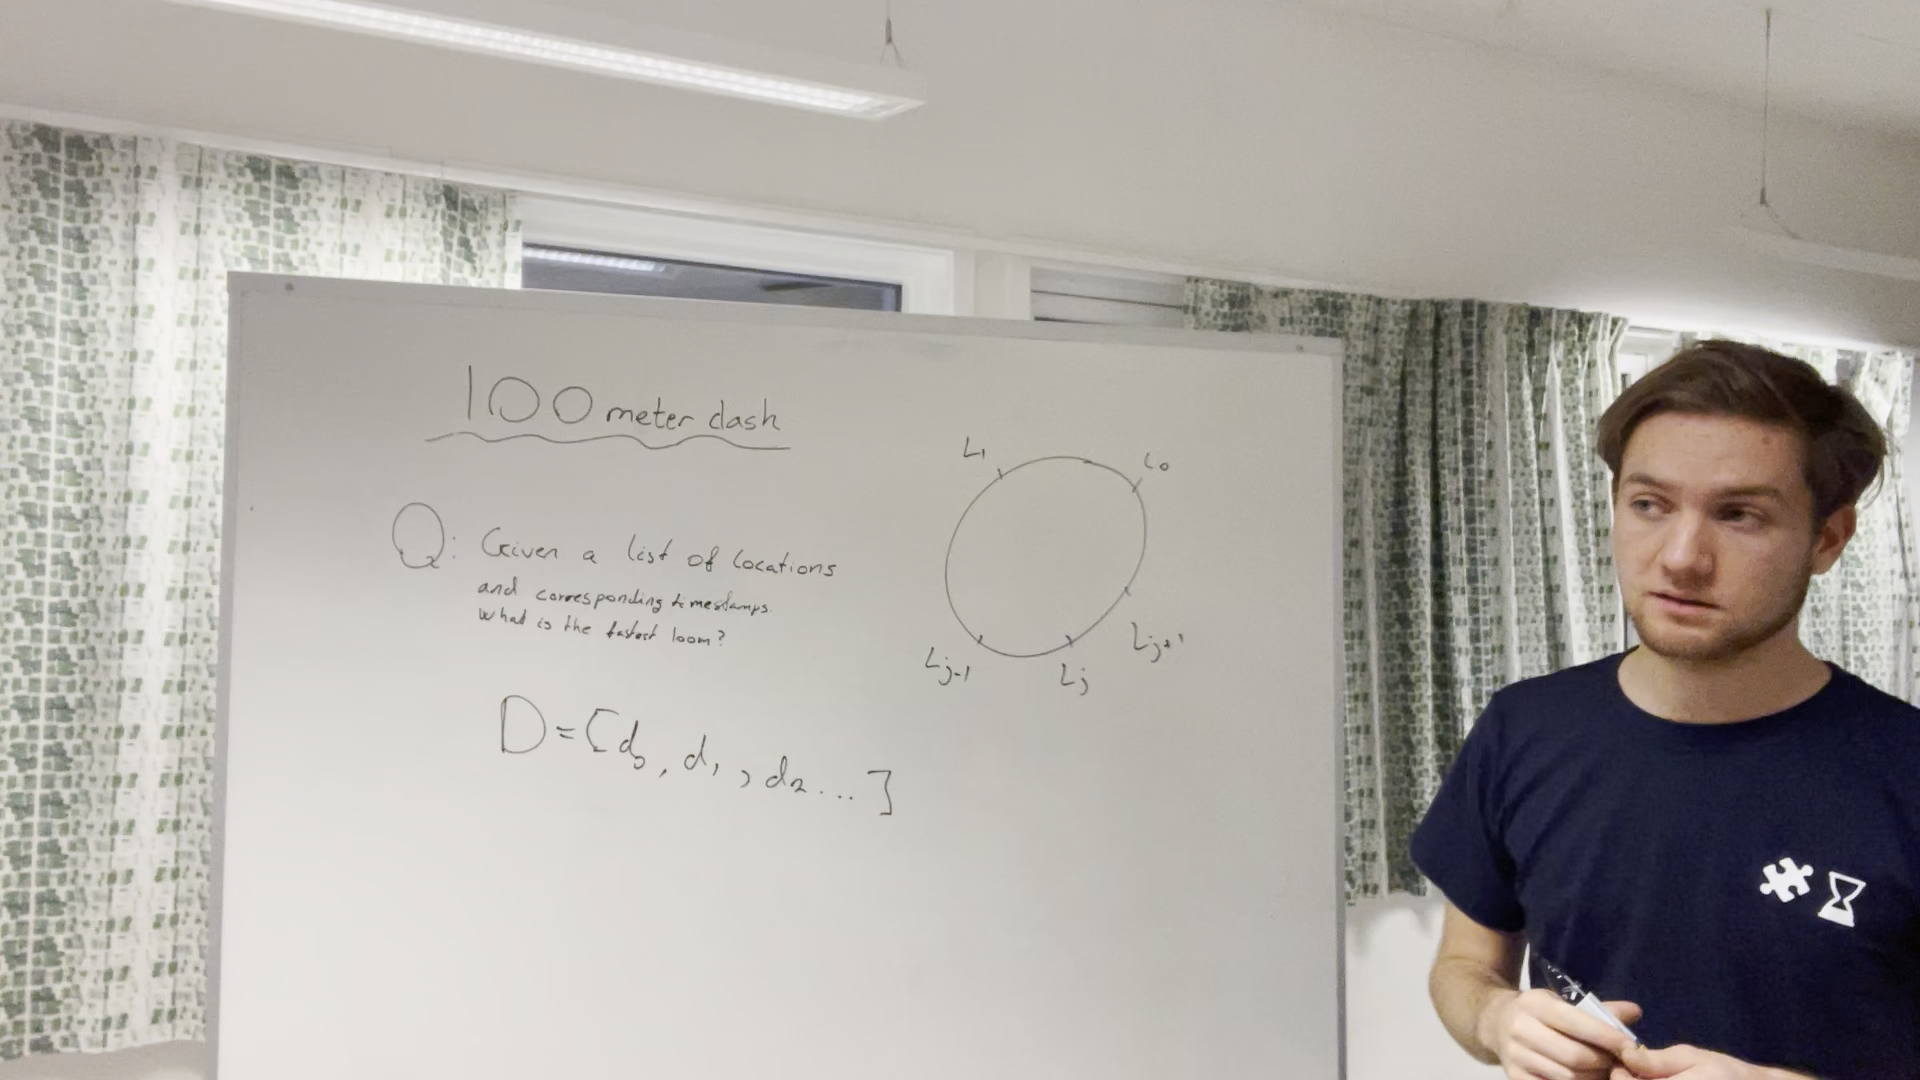 100 meter dash
Q: Given a list of locations
and corresponding timestamps.
What is the fastest 100m?
D = [d0, d1, d2 ... ]
L1
L0
Lj+1
Lj-1
Lj